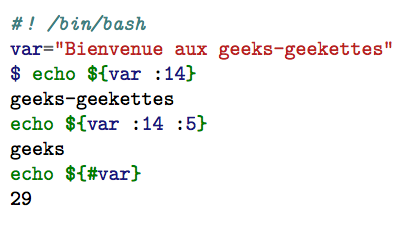 #! /bin/bash
var="Bienvenue aux geeks-geekettes"
$ echo ${var :14}
geeks-geekettes
echo ${var :14 :5}
geeks
echo ${#var}
29